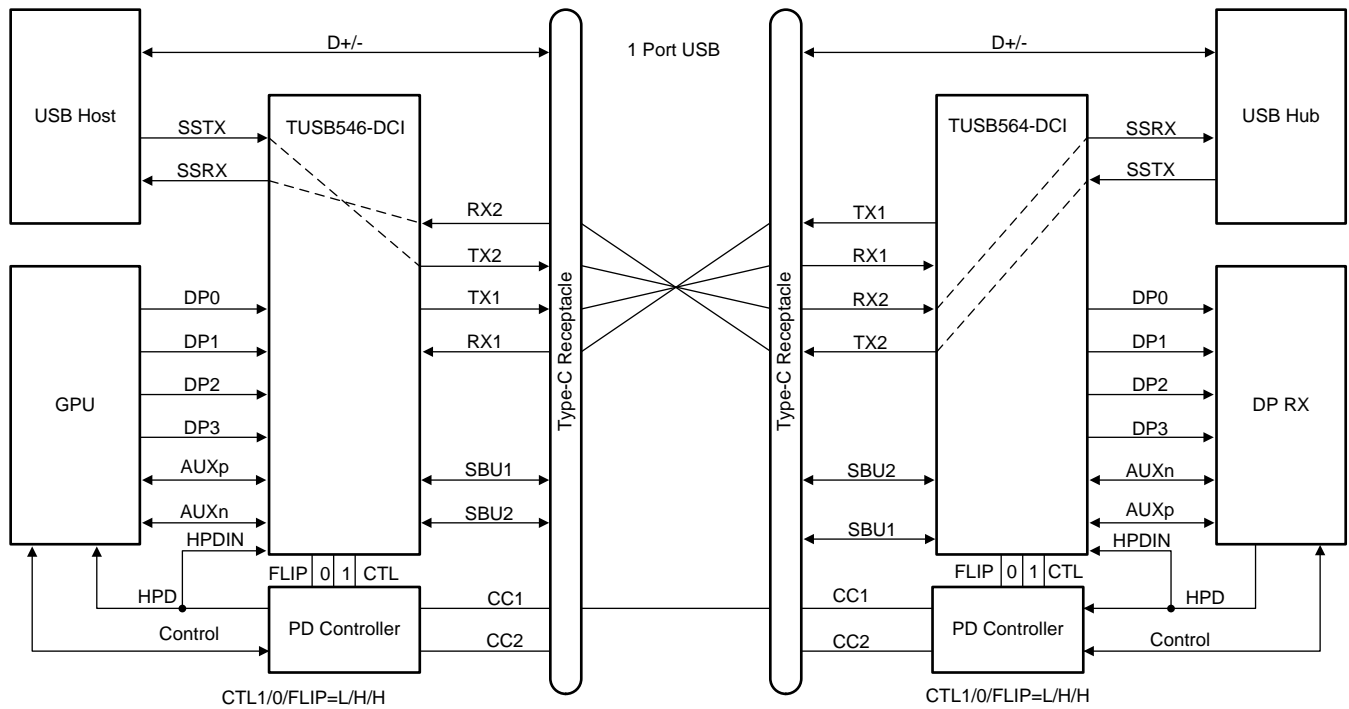 D+/-
1 Port USB
D+/-
USB Host
TUSB546-DCI
TUSB564-DCI
USB Hub
SSTX
SSRX
SSRX
SSTX
RX2
TX2
TX1
RX1
Type-C Receptacle
Type-C Receptacle
TX1
RX1
RX2
TX2
GPU
DP0
DP1
DP2
DP3
AUXp
AUXn
HPDIN
SBU1
SBU2
SBU2
SBU1
DP0
DP1
DP2
DP3
AUXn
AUXp
HPDIN
DP RX
FLIP 0 1 CTL
FLIP 0 1 CTL
HPD
Control
PD Controller
CC1
CC2
CC1
CC2
PD Controller
HPD
Control
CTL1/0/FLIP=L/H/H
CTL1/0/FLIP=L/H/H